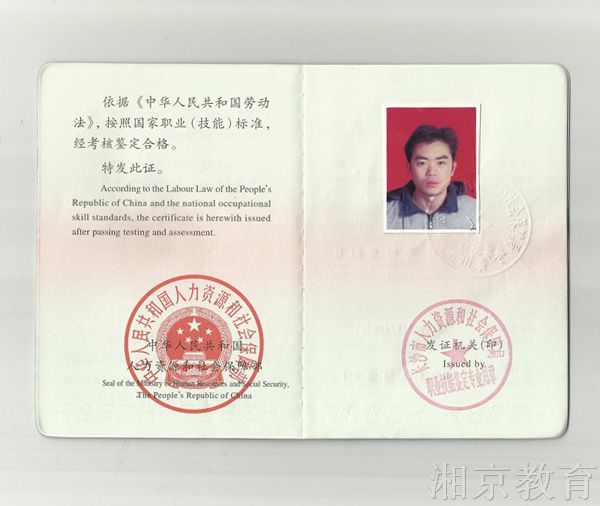 依据《中华人民共和国劳动
法》，按照国家职业（技能）标准，
经考核鉴定合格。
特发此证。
According to the Labour Law of the People's
Republic of China and the national occupational
skill standards, the certificate is herewith issued
after passing testing and assessment.
中华人民共和国人力资源和社会保障部
中华人民共和国
人力资源和社会保障部
Seal of the Ministry of Human Resources and Social Security,
The People's Republic of China
长沙市人力资源和社会保障局
职业技能鉴定专用章
发证机关(印)
Issued by
湘京教育